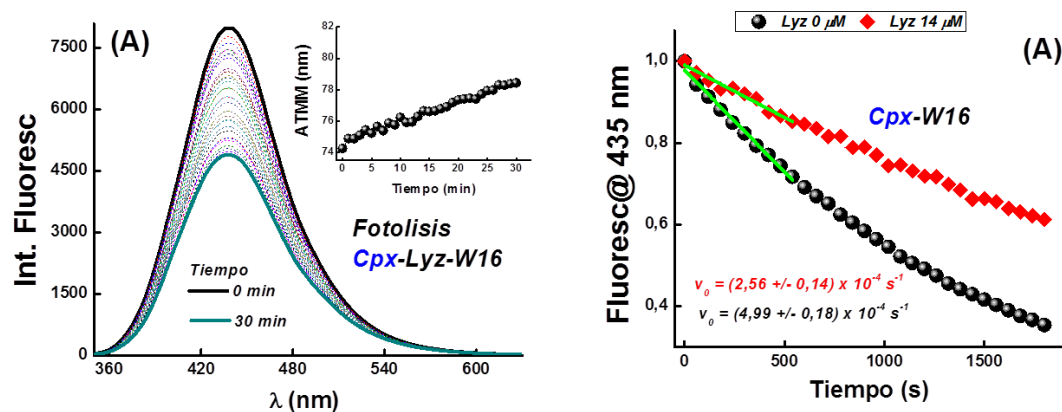 (A)
Int. Fluoresc
7500
6000
4500
3000
1500
0
360
420
480
540
600
λ (nm)
ATMM (nm)
82
80
78
76
74
0
5
10
15
20
25
30
Tiempo (min)
Fotolisis
Cpx-Lyz-W16
Tiempo
0 min
30 min
Lyz 0 μM
Lyz 14 μM
(A)
Cpx-W16
Fluoresc@ 435 nm
1,0
0,8
0,6
0,4
v₀ = (2,56 +/- 0,14) x 10⁻⁴ s⁻¹
v₀ = (4,99 +/- 0,18) x 10⁻⁴ s⁻¹
0
500
1000
1500
Tiempo (s)